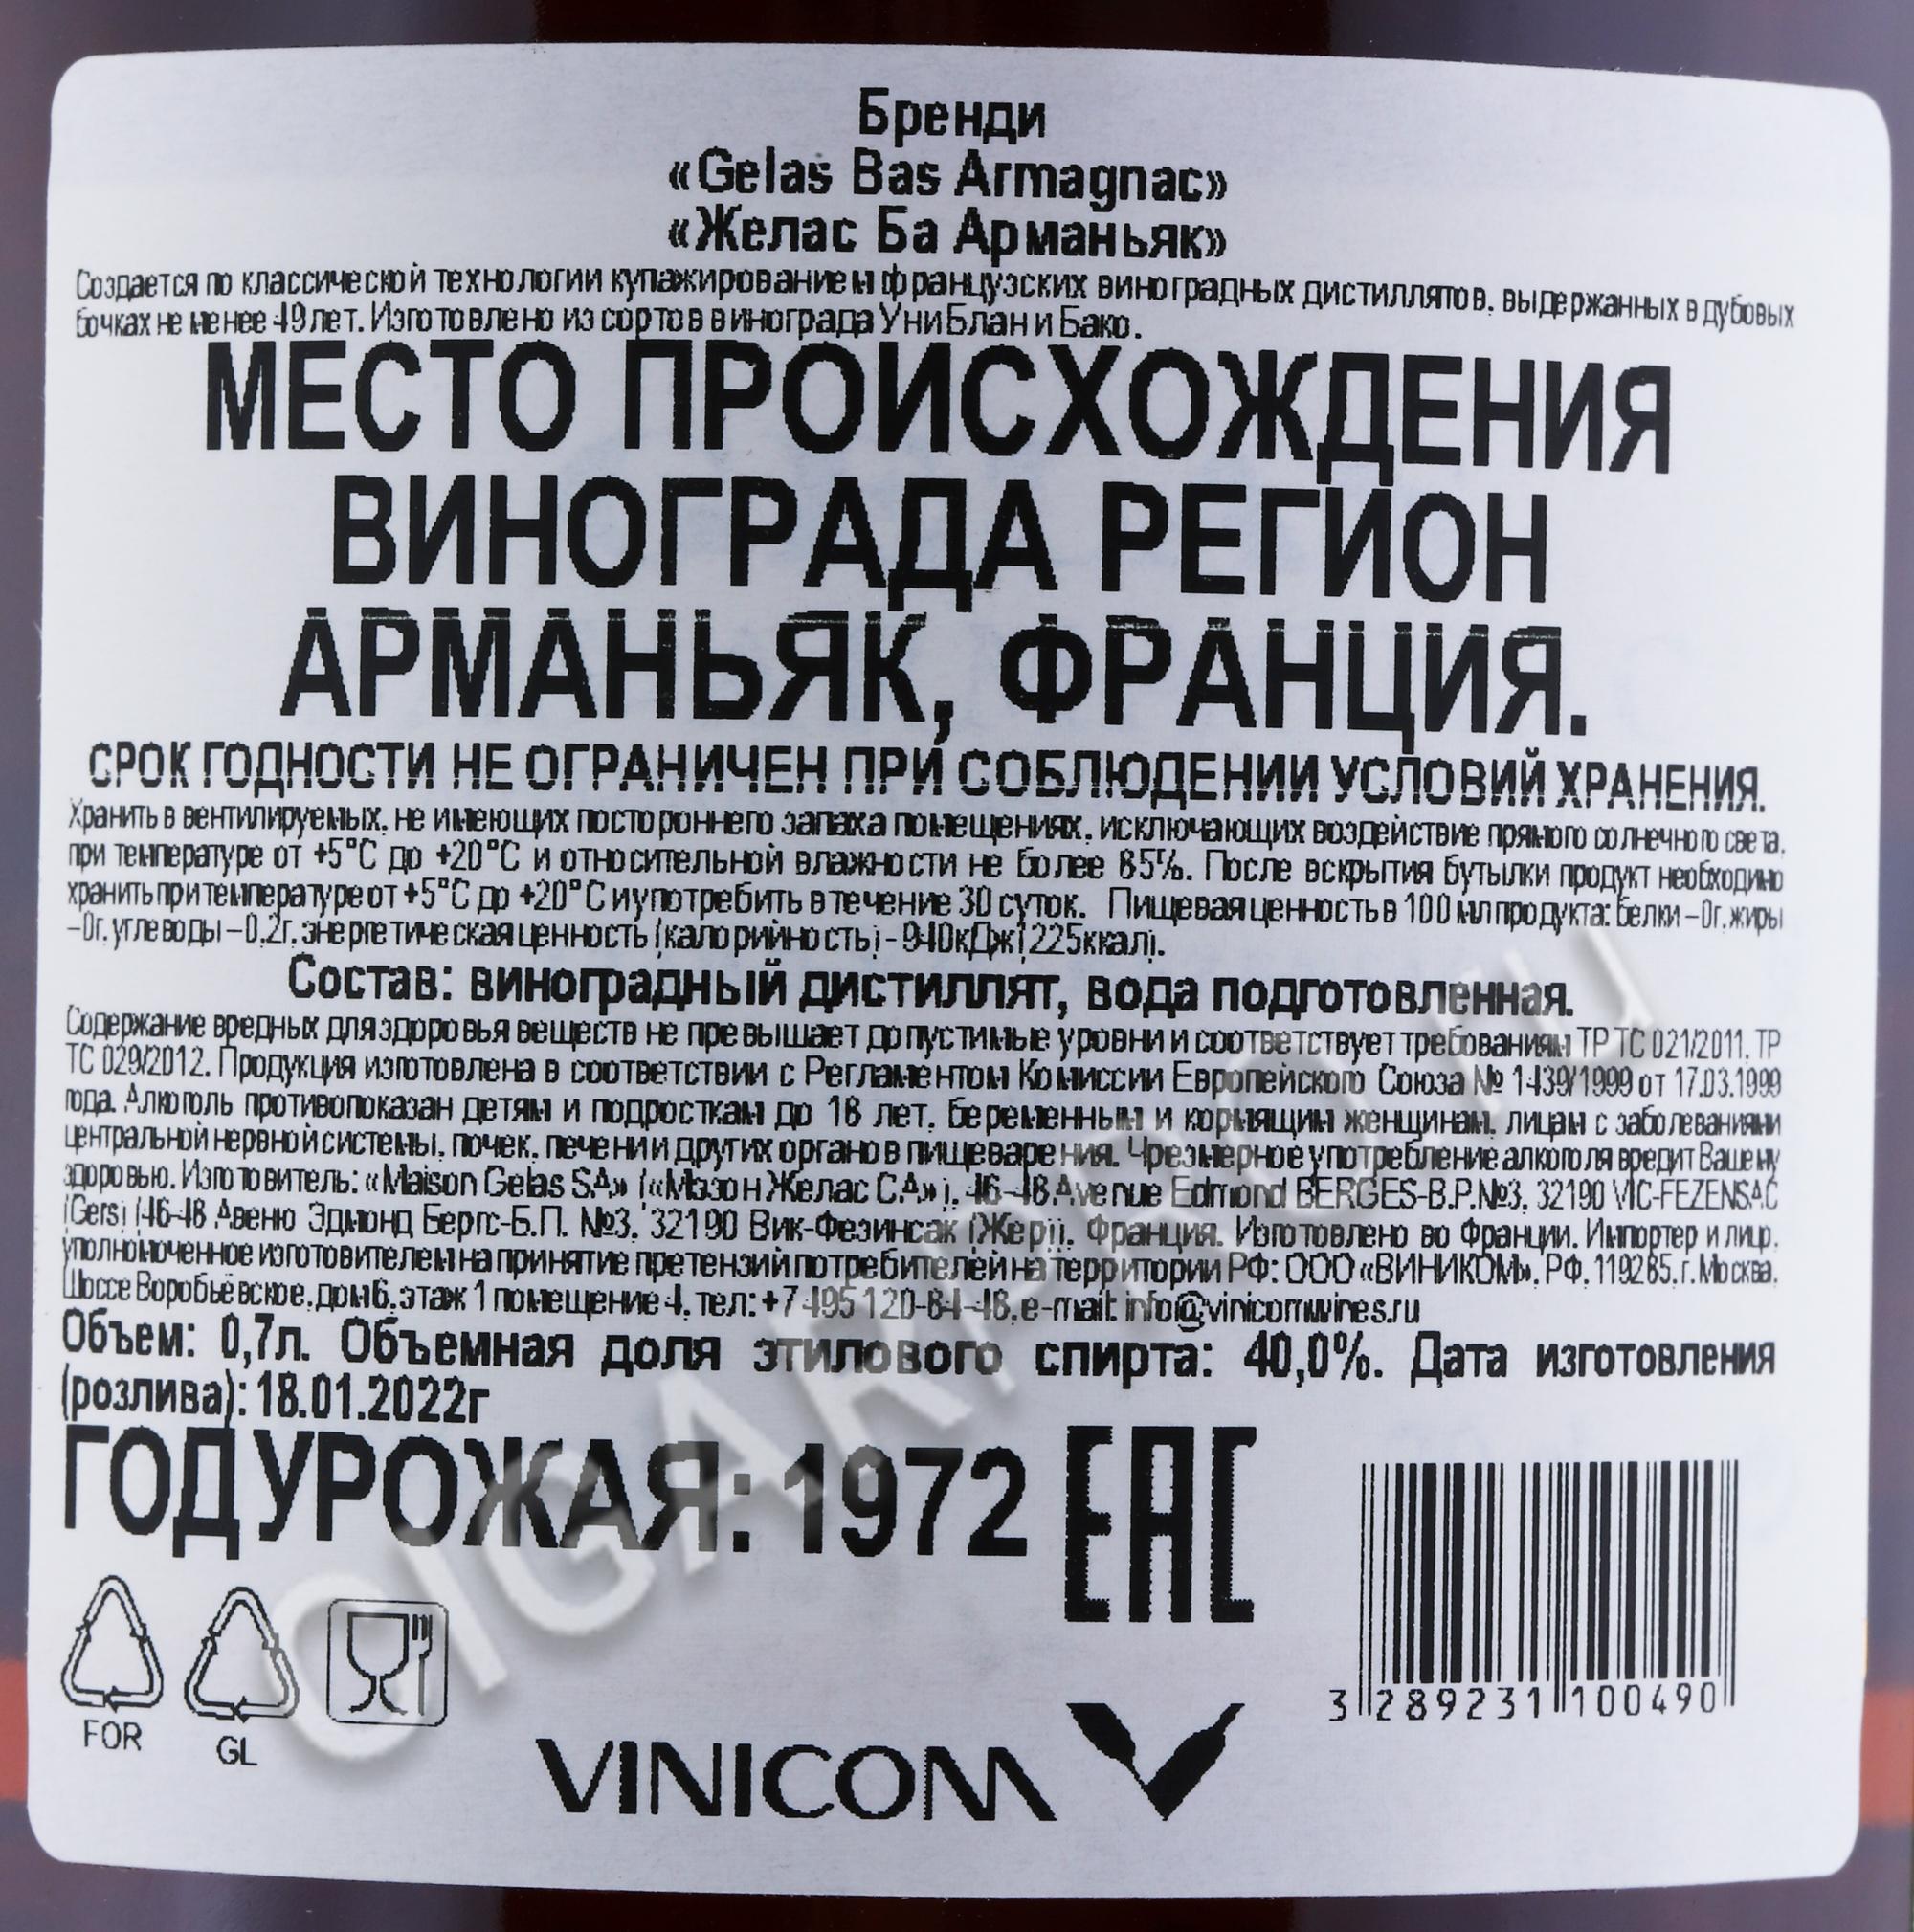 Бренди
«Gelas Bas Armagnac»
«Желас Ба Арманьяк»
Создается по классической технологии купажированием французских виноградных дистиллятов, выдержанных в дубовых
бочках не менее 49 лет. Изготовлено из сортов винограда Уни Блан и Бако.
МЕСТО ПРОИСХОЖДЕНИЯ
ВИНОГРАДА РЕГИОН
АРМАНЬЯК, ФРАНЦИЯ.
СРОК ГОДНОСТИ НЕ ОГРАНИЧЕН ПРИ СОБЛЮДЕНИИ УСЛОВИЙ ХРАНЕНИЯ.
Хранить в вентилируемых, не имеющих постороннего запаха помещениях, исключающих воздействие прямого солнечного света,
при температуре от +5°C до +20°C и относительной влажности не более 85%. После вскрытия бутылки продукт необходимо
хранить при температуре от +5°C до +20°C и употребить в течение 30 суток. Пищевая ценность в 100 мл продукта: белки –0г, жиры
–0г, углеводы –0,2г, энергетическая ценность (калорийность) - 940кДж(225ккал).
Состав: виноградный дистиллят, вода подготовленная.
Содержание вредных для здоровья веществ не превышает допустимые уровни и соответствует требованиям ТР ТС 021/2011, ТР
ТС 029/2012. Продукция изготовлена в соответствии с Регламентом Комиссии Европейского Союза № 1439/1999 от 17.03.1999
года. Алкоголь противопоказан детям и подросткам до 18 лет, беременным и кормящим женщинам, лицам с заболеваниями
центральной нервной системы, почек, печени и других органов пищеварения. Чрезмерное употребление алкоголя вредит Вашему
здоровью. Изготовитель: «Maison Gelas SA» («Мэзон Желас С.А»), 46-48 Avenue Edmond BERGES-B.P.№3, 32190 VIC-FEZENSAC
(Gers) (46-48 Авеню Эдмонд Бергс-Б.П. №3, 32190 Вик-Фезинсак (Жер)), Франция. Изготовлено во Франции. Импортер и лицо,
уполномоченное изготовителем на принятие претензий потребителей на территории РФ: ООО «ВИНИКОМ», РФ, 119285, г. Москва,
Шоссе Воробьёвское, дом 6, этаж 1 помещение 4, тел: +7 495 120-84-48, e-mail: info@vinicomwines.ru
Объем: 0,7л. Объемная доля этилового спирта: 40,0%. Дата изготовления
(розлива): 18.01.2022г
ГОД УРОЖАЯ: 1972 EAC
3 289231 100490
FOR GL
VINICOM
CIGARPRO.ru